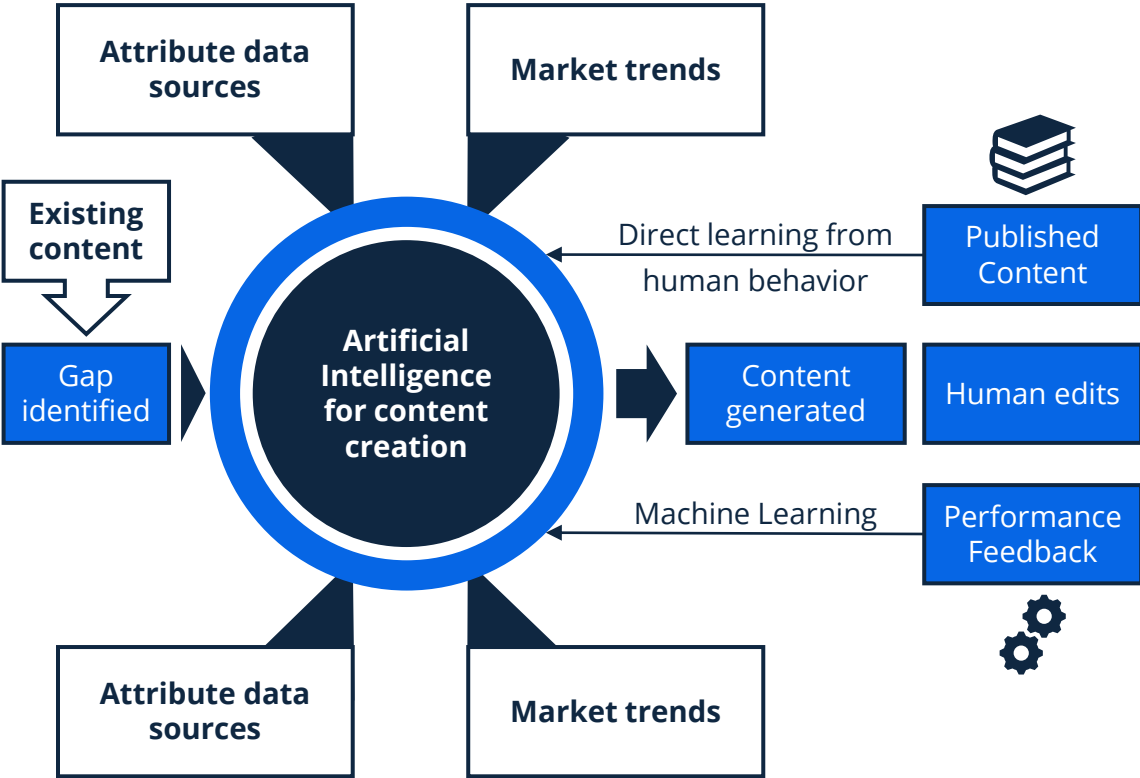 Attribute data
sources
Market trends
Existing
content
Gap
identified
Artificial
Intelligence
for content
creation
Direct learning from
human behavior
Published
Content
Content
generated
Human edits
Machine Learning
Performance
Feedback
Attribute data
sources
Market trends